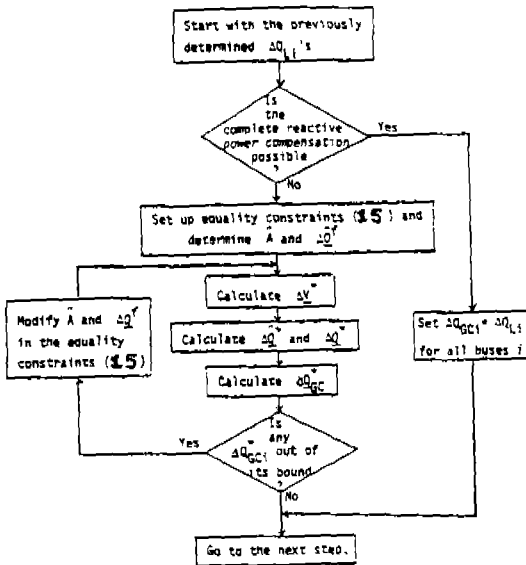 Start with the previously
determined ΔQ_Li's
Is
the
complete reactive
power compensation
possible
?
Yes
No
Set up equality constraints (15) and
determine Â and ΔQ̂^f
Calculate ΔV*
Modify Â and ΔQ̂^f
in the equality
constraints (15)
Calculate ΔQ̂* and ΔQ*
Set ΔQ_GCi= ΔQ_Li
for all buses i
Calculate ΔQ*_GC
Is
any
ΔQ*_GCi out of
its bound
?
Yes
No
Go to the next step.